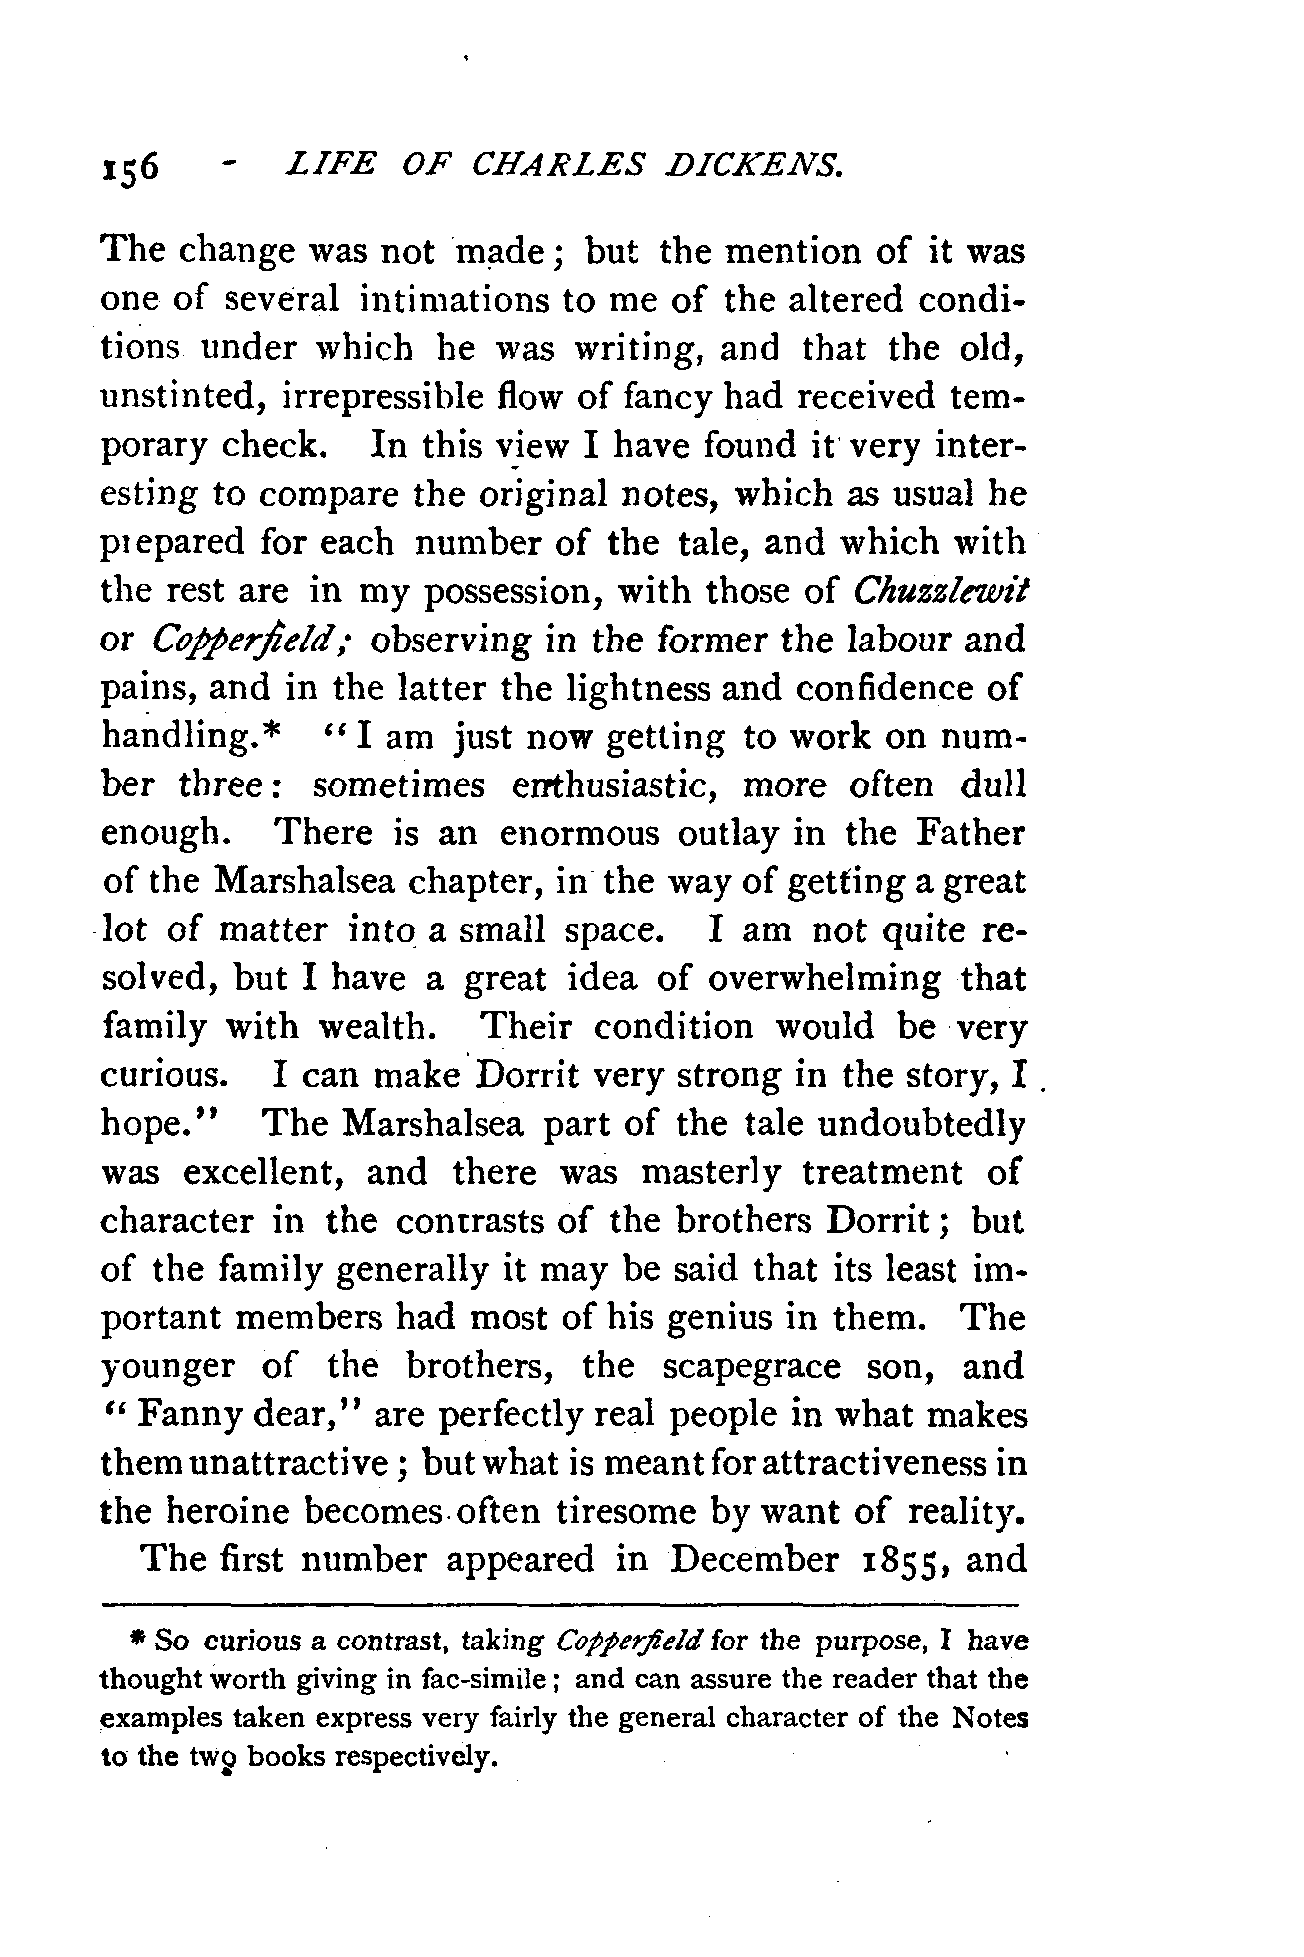 156 - LIFE OF CHARLES DICKENS.
The change was not made; but the mention of it was
one of several intimations to me of the altered condi-
tions under which he was writing, and that the old,
unstinted, irrepressible flow of fancy had received tem-
porary check. In this view I have found it very inter-
esting to compare the original notes, which as usual he
prepared for each number of the tale, and which with
the rest are in my possession, with those of Chuzzlewit
or Copperfield; observing in the former the labour and
pains, and in the latter the lightness and confidence of
handling.* "I am just now getting to work on num-
ber three: sometimes enthusiastic, more often dull
enough. There is an enormous outlay in the Father
of the Marshalsea chapter, in the way of getting a great
lot of matter into a small space. I am not quite re-
solved, but I have a great idea of overwhelming that
family with wealth. Their condition would be very
curious. I can make Dorrit very strong in the story, I
hope." The Marshalsea part of the tale undoubtedly
was excellent, and there was masterly treatment of
character in the contrasts of the brothers Dorrit; but
of the family generally it may be said that its least im-
portant members had most of his genius in them. The
younger of the brothers, the scapegrace son, and
"Fanny dear," are perfectly real people in what makes
them unattractive; but what is meant for attractiveness in
the heroine becomes often tiresome by want of reality.
The first number appeared in December 1855, and
* So curious a contrast, taking Copperfield for the purpose, I have
thought worth giving in fac-simile; and can assure the reader that the
examples taken express very fairly the general character of the Notes
to the two books respectively.